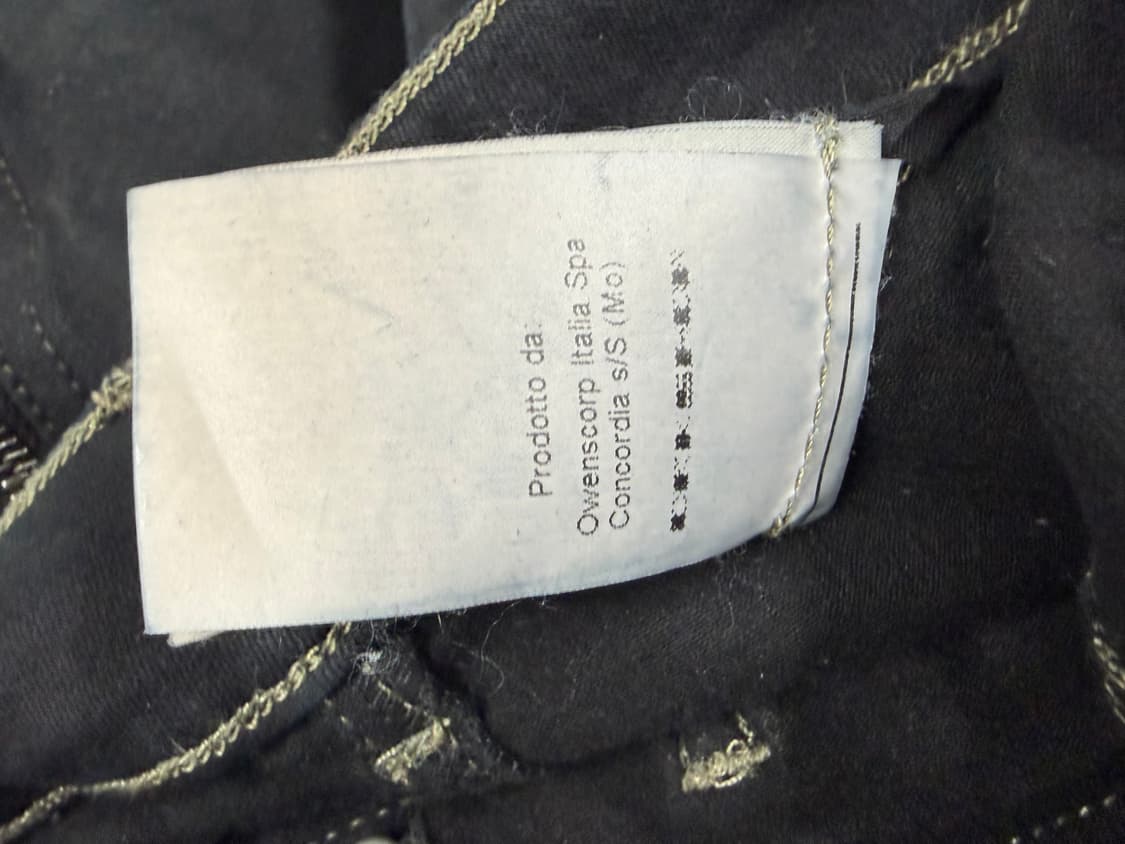 Prodotto da:
Owenscorp Italia Spa
Concordia s/S (Mo)